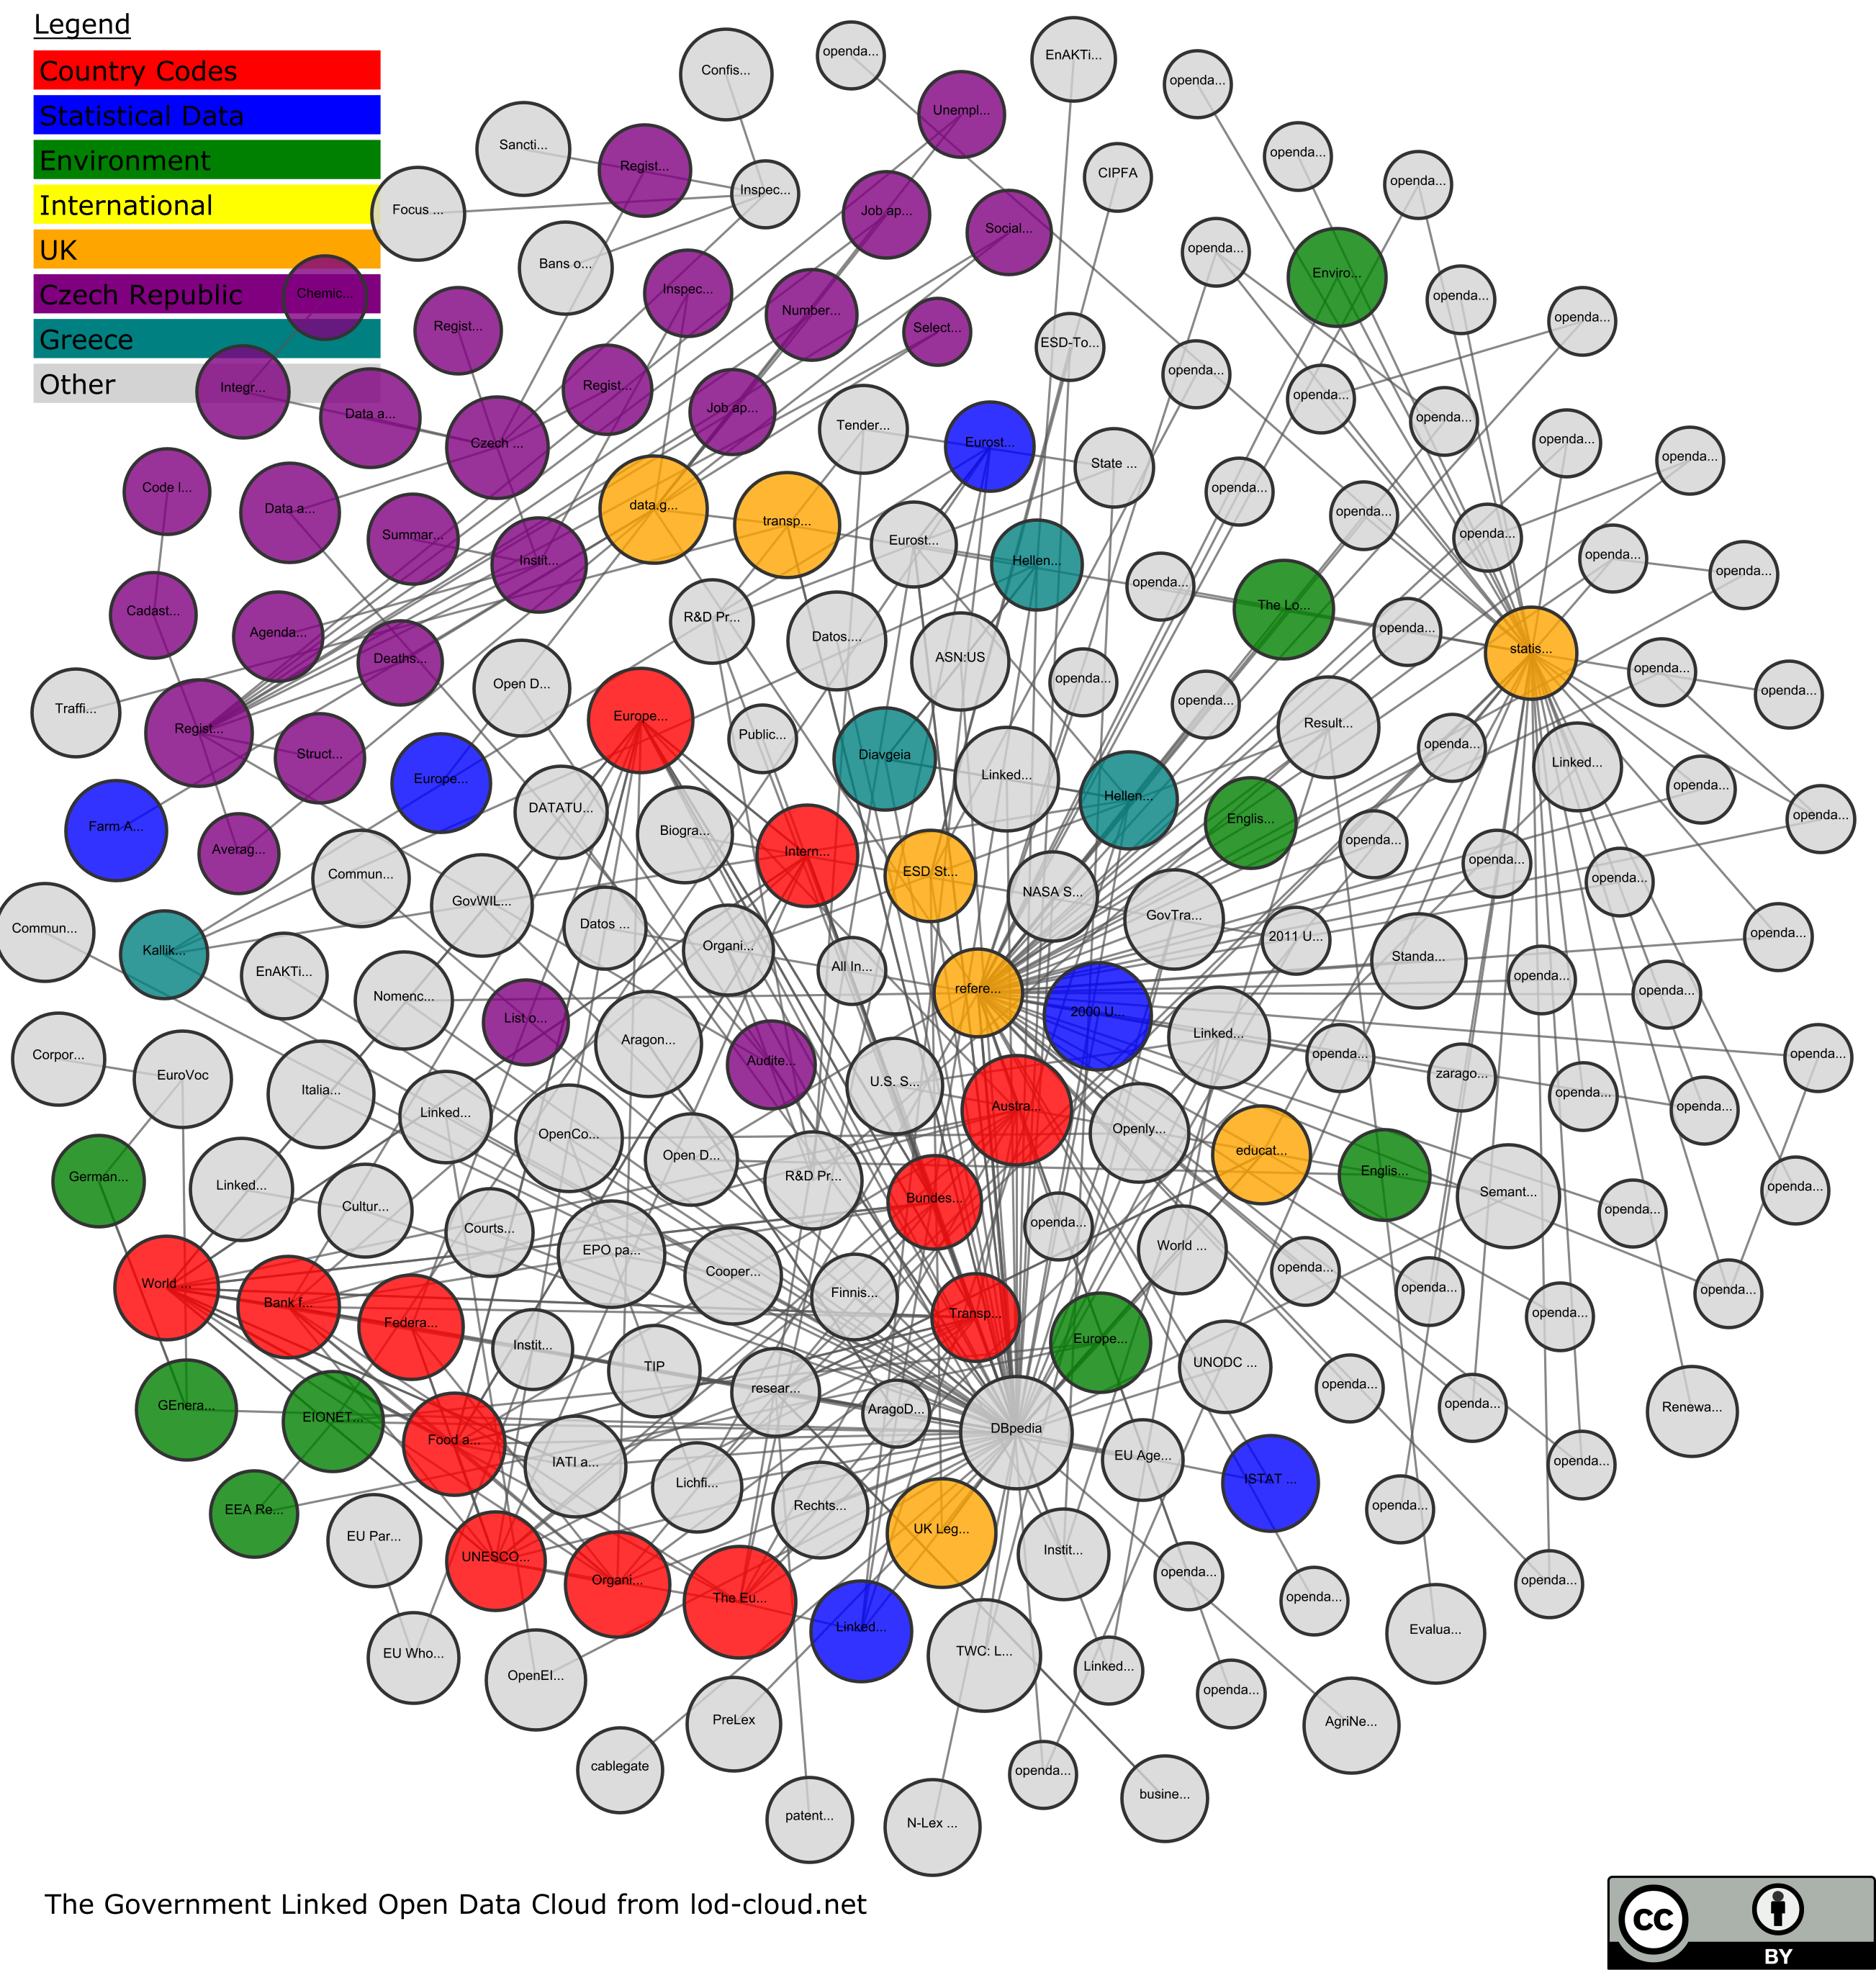 Legend
Country Codes
Statistical Data
Environment
International
UK
Czech Republic
Greece
Other
Confis...
openda...
EnAKTi...
openda...
Unempl...
Sancti...
Regist...
Inspec...
CIPFA
openda...
openda...
Focus ...
Job ap...
Social...
openda...
Bans o...
Enviro...
Chemic...
Inspec...
Number...
openda...
Regist...
Select...
ESD-To...
openda...
Integr...
Regist...
openda...
openda...
Data a...
Job ap...
Tender...
openda...
Czech ...
Eurost...
State ...
openda...
openda...
Code l...
openda...
Data a...
data.g...
transp...
openda...
Summar...
Eurost...
openda...
Instit...
Hellen...
openda...
openda...
openda...
Cadast...
Agenda...
R&D Pr...
Datos....
The Lo...
openda...
Deaths...
ASN:US
statis...
openda...
Traffi...
Open D...
openda...
openda...
openda...
Regist...
Europe...
Public...
Result...
Struct...
Diavgeia
openda...
Linked...
Europe...
Linked...
Farm A...
DATATU...
Hellen...
openda...
Averag...
Biogra...
Intern...
Englis...
openda...
openda...
Commun...
ESD St...
openda...
openda...
GovWIL...
NASA S...
GovTra...
Commun...
Kallik...
Datos ...
Organi...
2011 U...
openda...
EnAKTi...
All In...
Standa...
openda...
Nomenc...
refere...
openda...
List o...
2000 U...
Aragon...
Linked...
Corpor...
EuroVoc
Audite...
U.S. S...
openda...
zarago...
openda...
Italia...
Linked...
Austra...
openda...
openda...
German...
OpenCo...
Open D...
Openly...
educat...
Englis...
Linked...
Cultur...
R&D Pr...
Bundes...
Semant...
openda...
openda...
Courts...
EPO pa...
openda...
World ...
World ...
Bank f...
Cooper...
Finnis...
openda...
openda...
openda...
Federa...
Transp...
openda...
Instit...
TIP
Europe...
UNODC ...
GEnera...
EIONET...
resear...
AragoD...
openda...
openda...
Renewa...
Food a...
IATI a...
DBpedia
EU Age...
openda...
EEA Re...
Lichfi...
Rechts...
ISTAT ...
openda...
EU Par...
UNESCO...
UK Leg...
Instit...
Organi...
The Eu...
openda...
openda...
openda...
EU Who...
OpenEI...
Linked...
TWC: L...
Linked...
Evalua...
openda...
PreLex
AgriNe...
cablegate
openda...
patent...
N-Lex ...
busine...
The Government Linked Open Data Cloud from lod-cloud.net
cc
BY